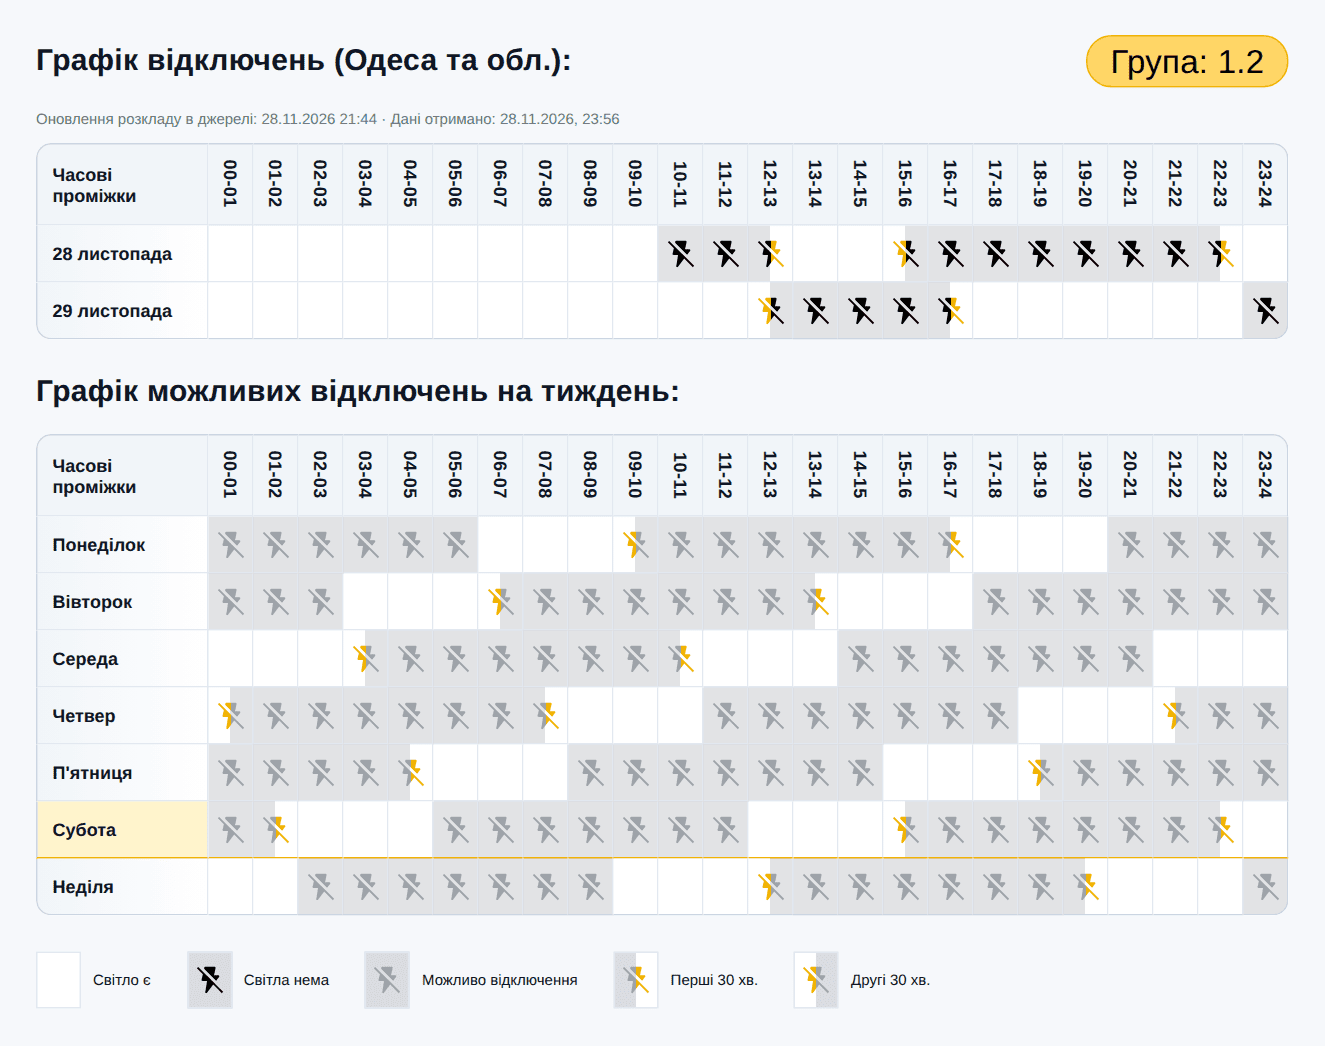 Графік відключень (Одеса та обл.):
Група: 1.2
Оновлення розкладу в джерелі: 28.11.2026 21:44 · Дані отримано: 28.11.2026, 23:56
Часові проміжки 00-01 01-02 02-03 03-04 04-05 05-06 06-07 07-08 08-09 09-10 10-11 11-12 12-13 13-14 14-15 15-16 16-17 17-18 18-19 19-20 20-21 21-22 22-23 23-24
28 листопада
29 листопада
Графік можливих відключень на тиждень:
Часові проміжки 00-01 01-02 02-03 03-04 04-05 05-06 06-07 07-08 08-09 09-10 10-11 11-12 12-13 13-14 14-15 15-16 16-17 17-18 18-19 19-20 20-21 21-22 22-23 23-24
Понеділок
Вівторок
Середа
Четвер
П'ятниця
Субота
Неділя
Світло є Світла нема Можливо відключення Перші 30 хв. Другі 30 хв.